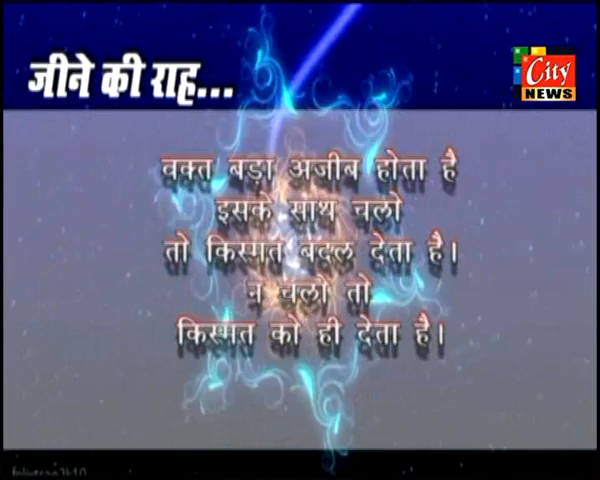 जीने की राह...
City
NEWS
वक्त बड़ा अजीब होता है
इसके साथ चलो
तो किस्मत बदल देता है।
न चलो तो
किस्मत को ही देता है।